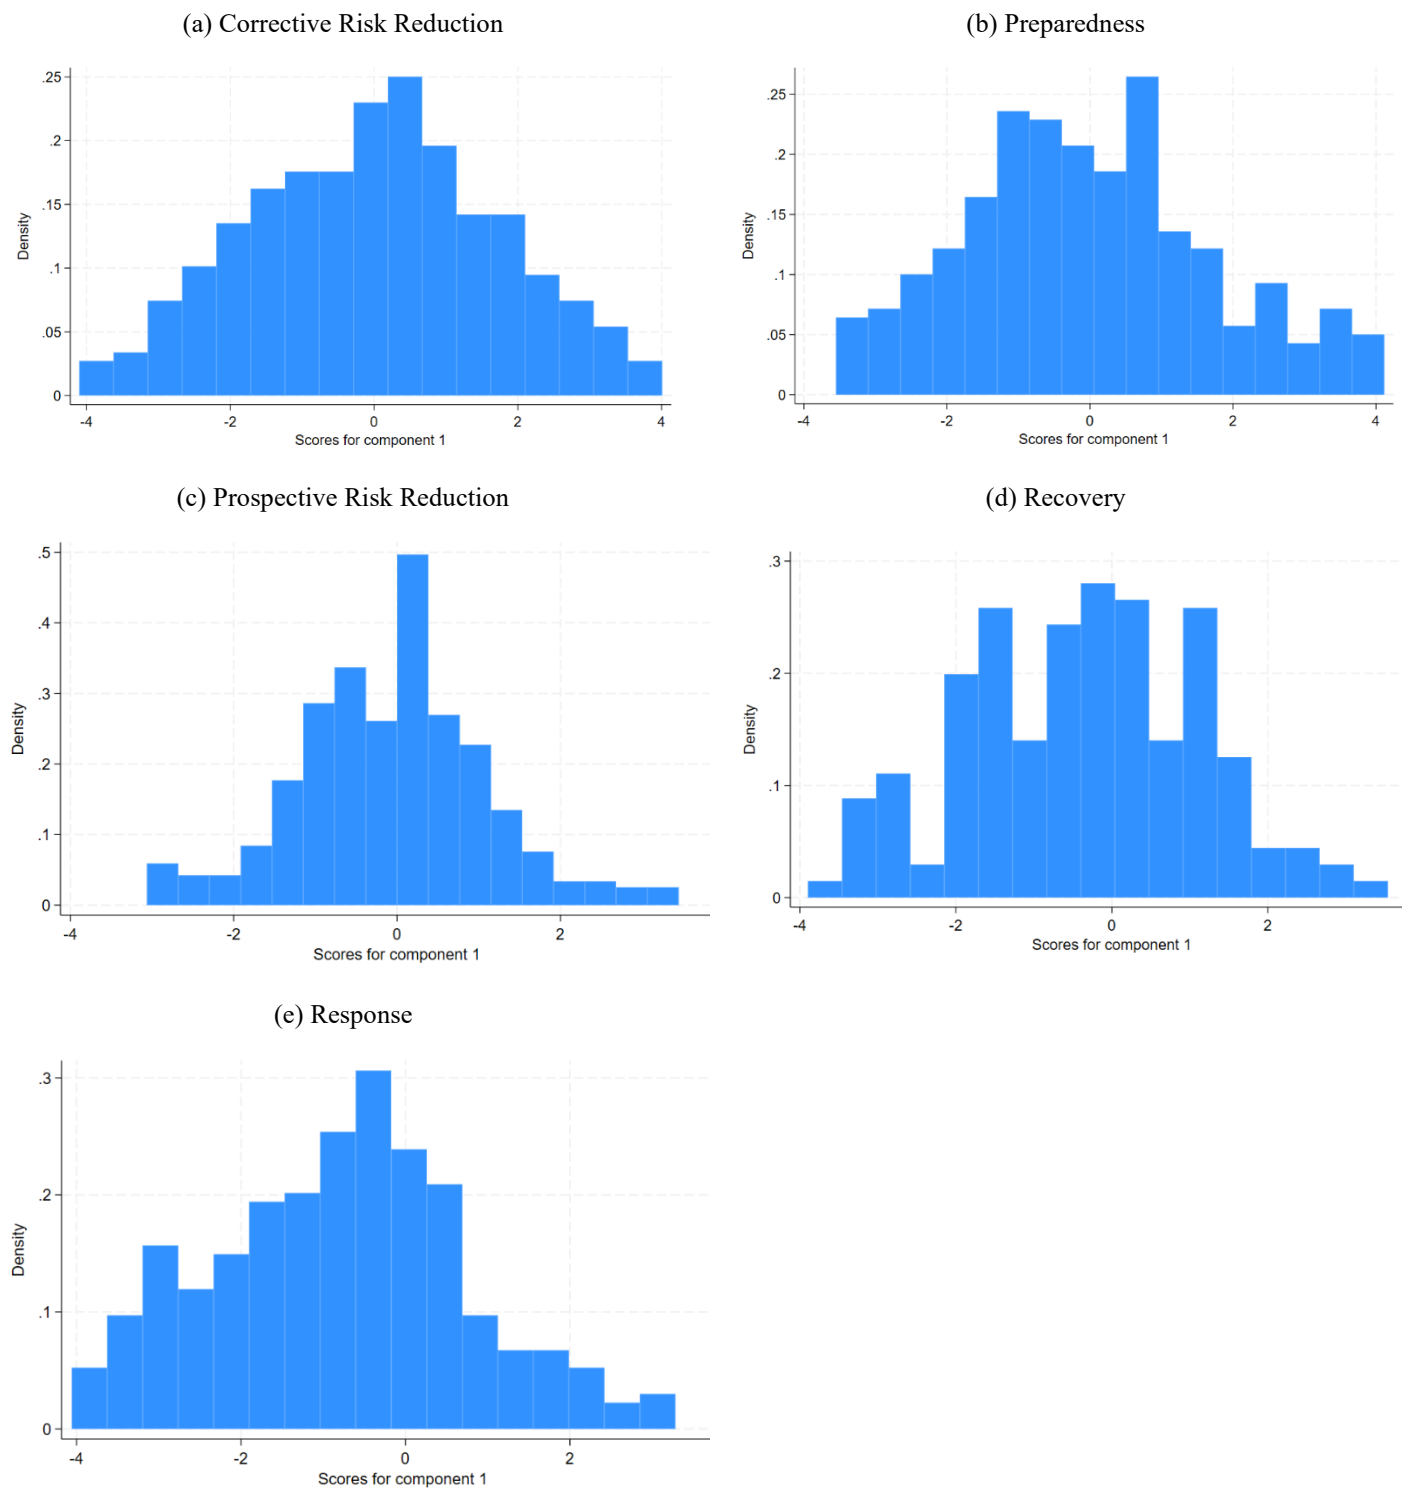 (a) Corrective Risk Reduction
.25
.2
.15
.1
.05
0
Density
-4 -2 0 2 4
Scores for component 1
(b) Preparedness
.25
.2
.15
.1
.05
0
Density
-4 -2 0 2 4
Scores for component 1
(c) Prospective Risk Reduction
.5
.4
.3
.2
.1
0
Density
-4 -2 0 2
Scores for component 1
(d) Recovery
.3
.2
.1
0
Density
-4 -2 0 2
Scores for component 1
(e) Response
.3
.2
.1
0
Density
-4 -2 0 2
Scores for component 1